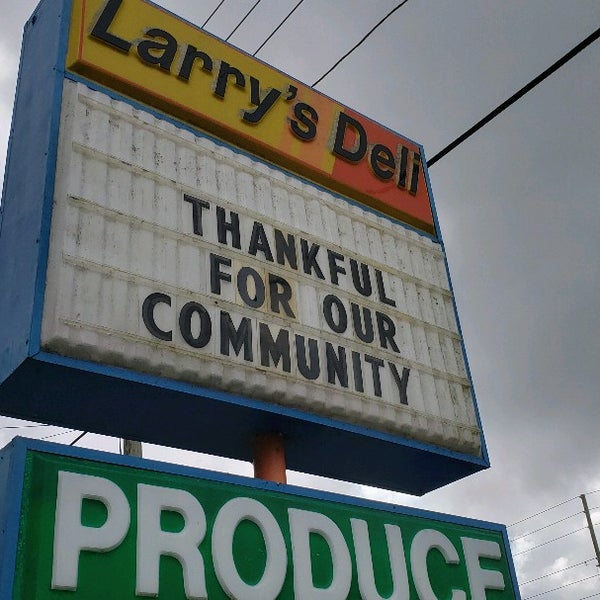 Larry's Deli
THANKFUL
FOR OUR
COMMUNITY
PRODUCE